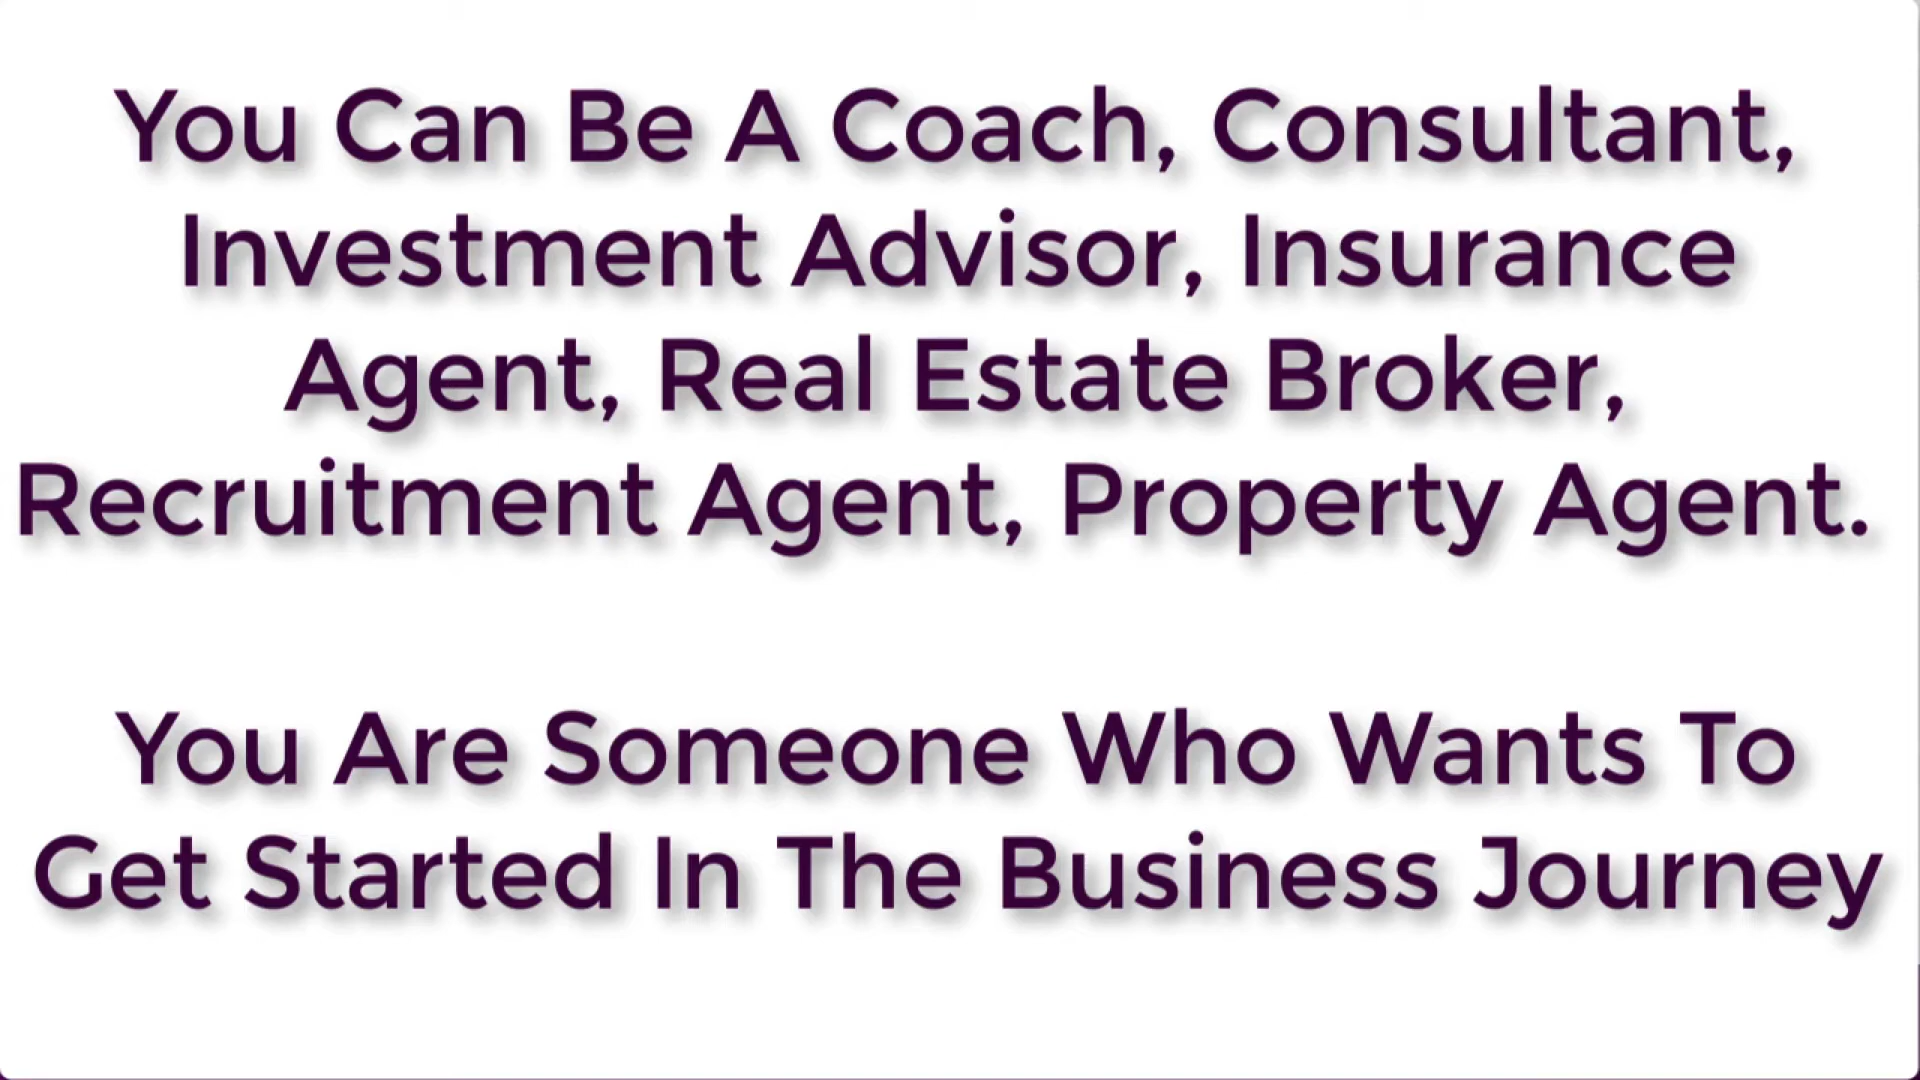 You Can Be A Coach, Consultant,
Investment Advisor, Insurance
Agent, Real Estate Broker,
Recruitment Agent, Property Agent.
You Are Someone Who Wants To
Get Started In The Business Journey